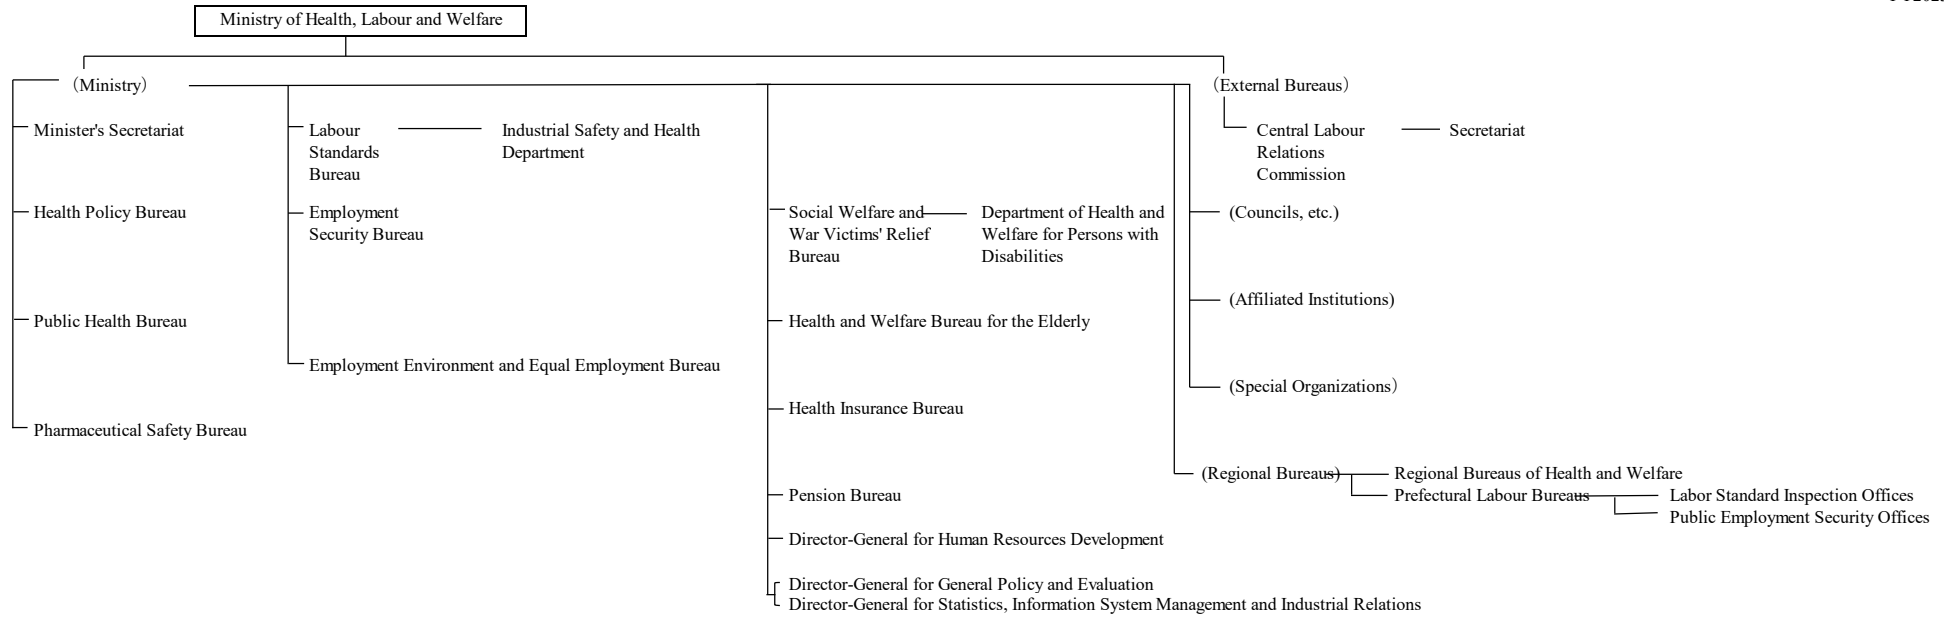 Ministry of Health, Labour and Welfare
（Ministry）
(External Bureaus）
Minister's Secretariat
Labour
Standards
Bureau
Industrial Safety and Health
Department
Central Labour
Relations
Commission
Secretariat
Health Policy Bureau
Employment
Security Bureau
Social Welfare and
War Victims' Relief
Bureau
Department of Health and
Welfare for Persons with
Disabilities
(Councils, etc.)
(Affiliated Institutions)
Public Health Bureau
Health and Welfare Bureau for the Elderly
Employment Environment and Equal Employment Bureau
(Special Organizations）
Health Insurance Bureau
Pharmaceutical Safety Bureau
(Regional Bureaus)
Regional Bureaus of Health and Welfare
Pension Bureau
Prefectural Labour Bureaus
Labor Standard Inspection Offices
Public Employment Security Offices
Director-General for Human Resources Development
Director-General for General Policy and Evaluation
Director-General for Statistics, Information System Management and Industrial Relations